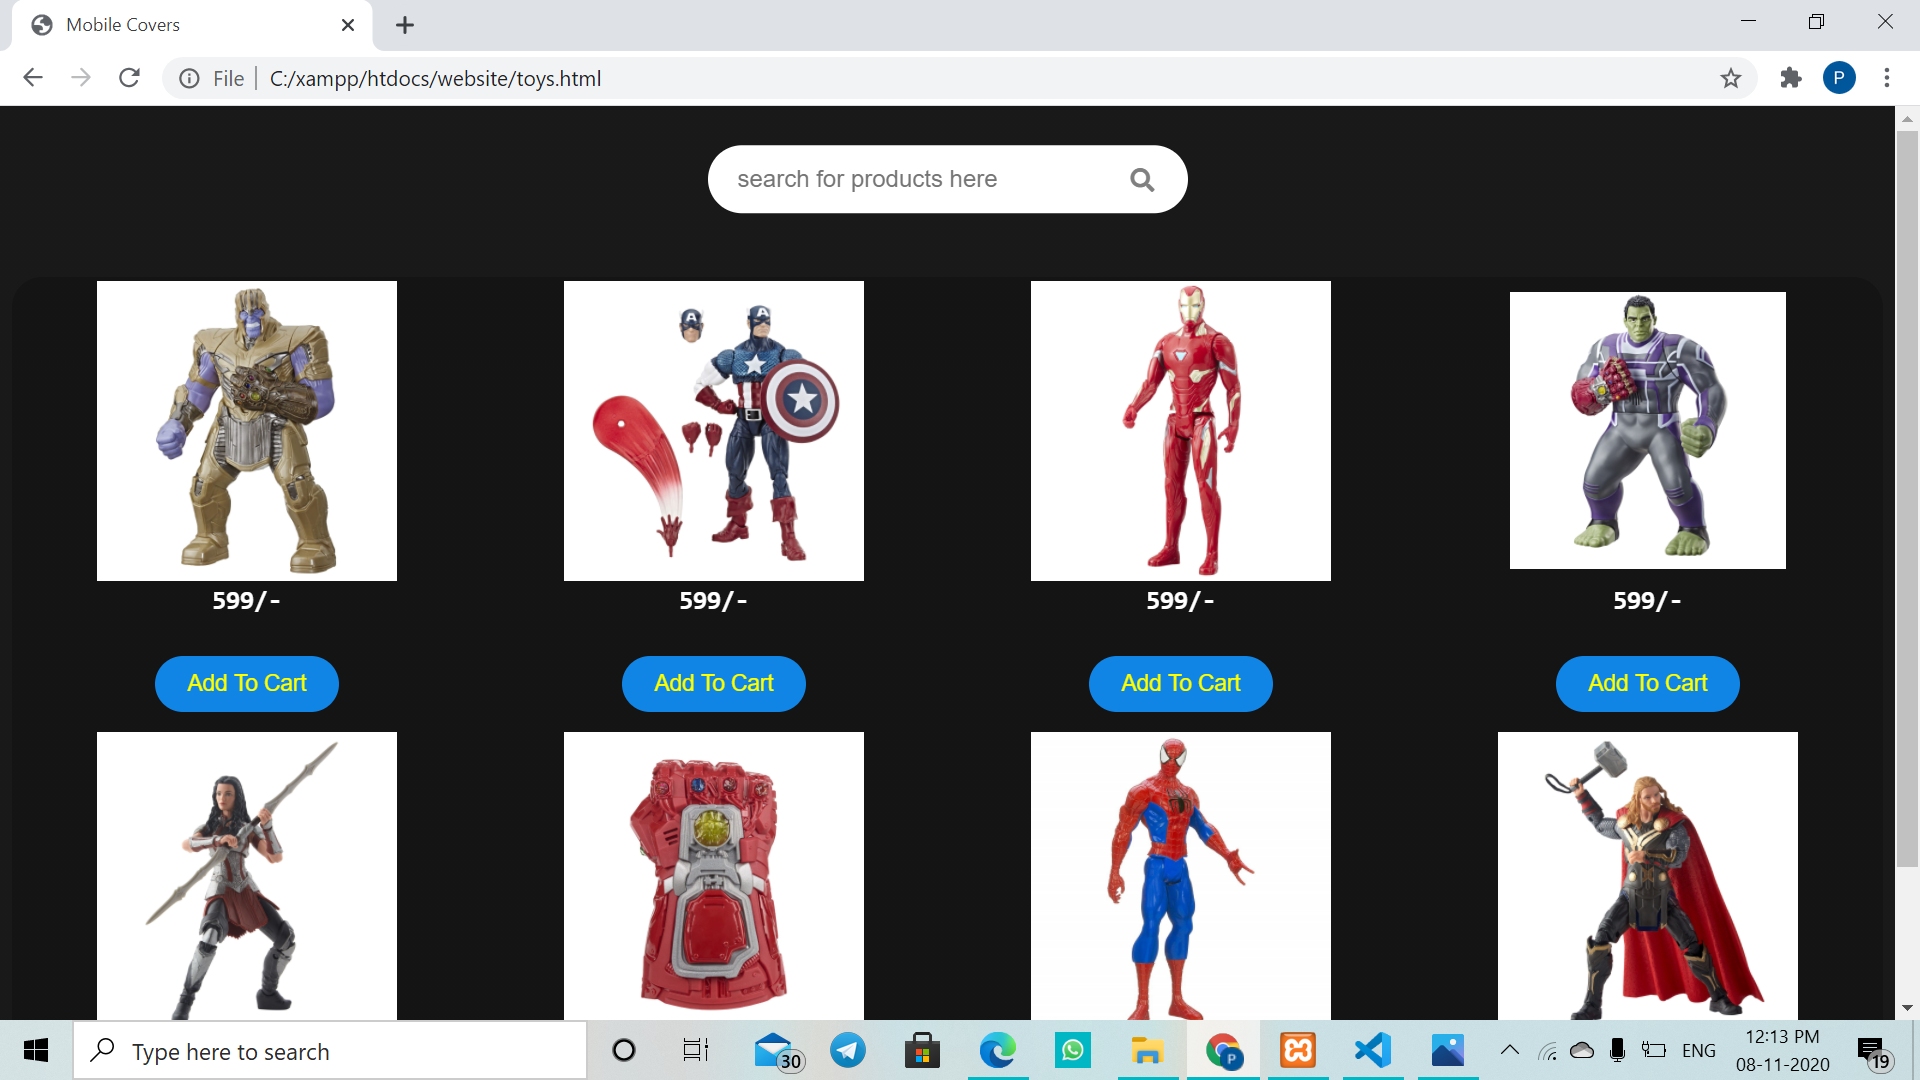 Mobile Covers
File
C:/xampp/htdocs/website/toys.html
P
search for products here
A
A
599/-
599/-
599/-
599/-
Add To Cart
Add To Cart
Add To Cart
Add To Cart
Type here to search
30
P
ENG
12:13 PM
08-11-2020
19